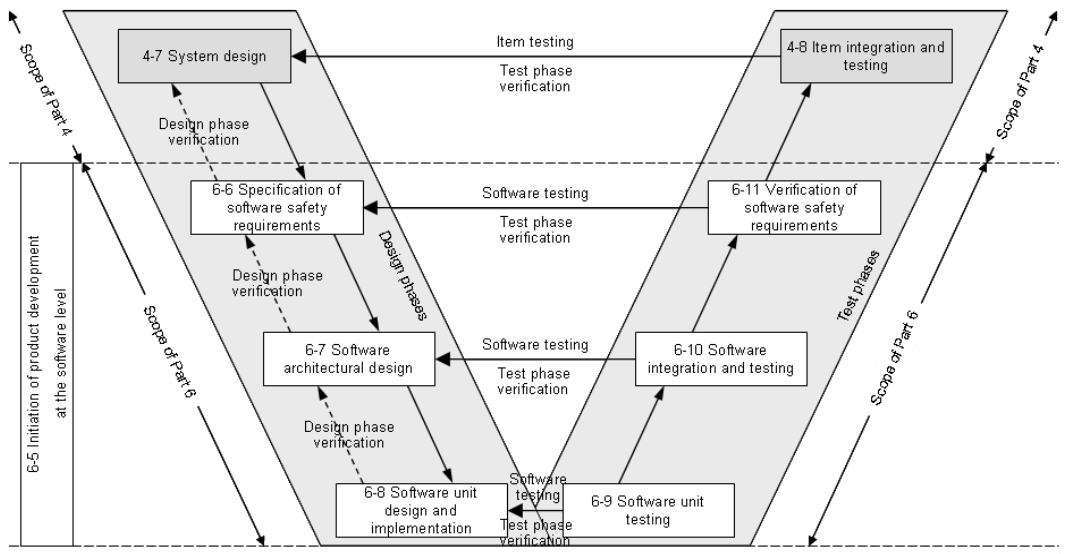 Scope of Part 4
4-7 System design
Item testing
Test phase
verification
4-8 Item integration and
testing
Scope of Part 4
Design phase
verification
6-5 Initiation of product development
at the software level
6-6 Specification of
software safety
requirements
Software testing
Test phase
verification
6-11 Verification of
software safety
requirements
Design phases
Test phases
Design phase
verification
Scope of Part 6
Scope of Part 6
6-7 Software
architectural design
Software testing
Test phase
verification
6-10 Software
integration and testing
Design phase
verification
6-8 Software unit
design and
implementation
Software
testing
Test phase
verification
6-9 Software unit
testing